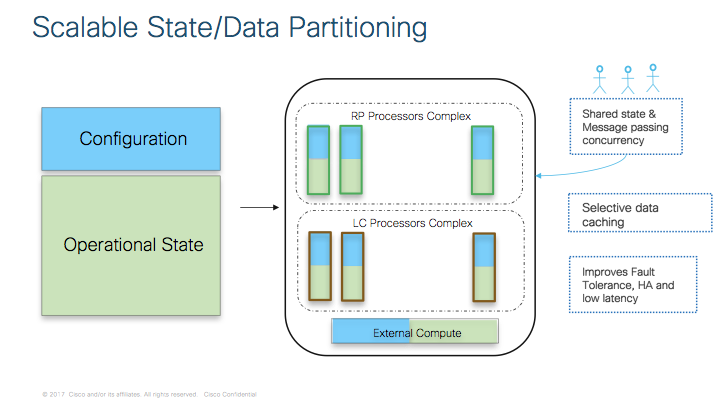 Scalable State/Data Partitioning
Configuration
Operational State
RP Processors Complex
LC Processors Complex
External Compute
Shared state &
Message passing
concurrency
Selective data
caching
Improves Fault
Tolerance, HA and
low latency
© 2017 Cisco and/or its affiliates. All rights reserved Cisco Confidential